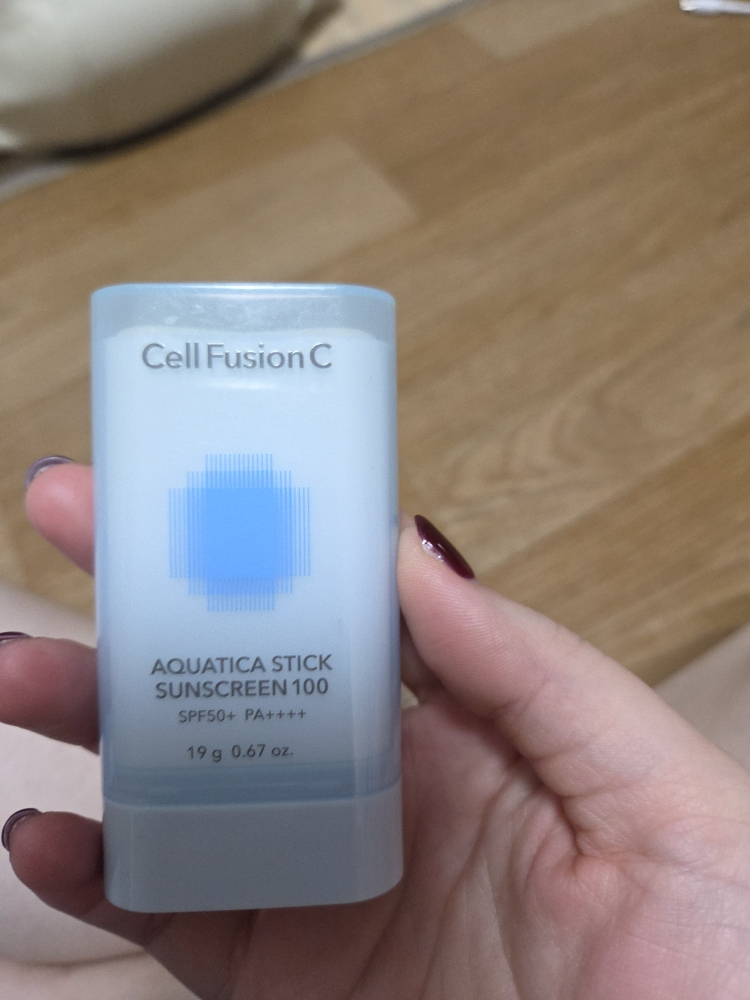 Cell Fusion C
AQUATICA STICK
SUNSCREEN 100
SPF50+ PA++++
19 g 0.67 oz.